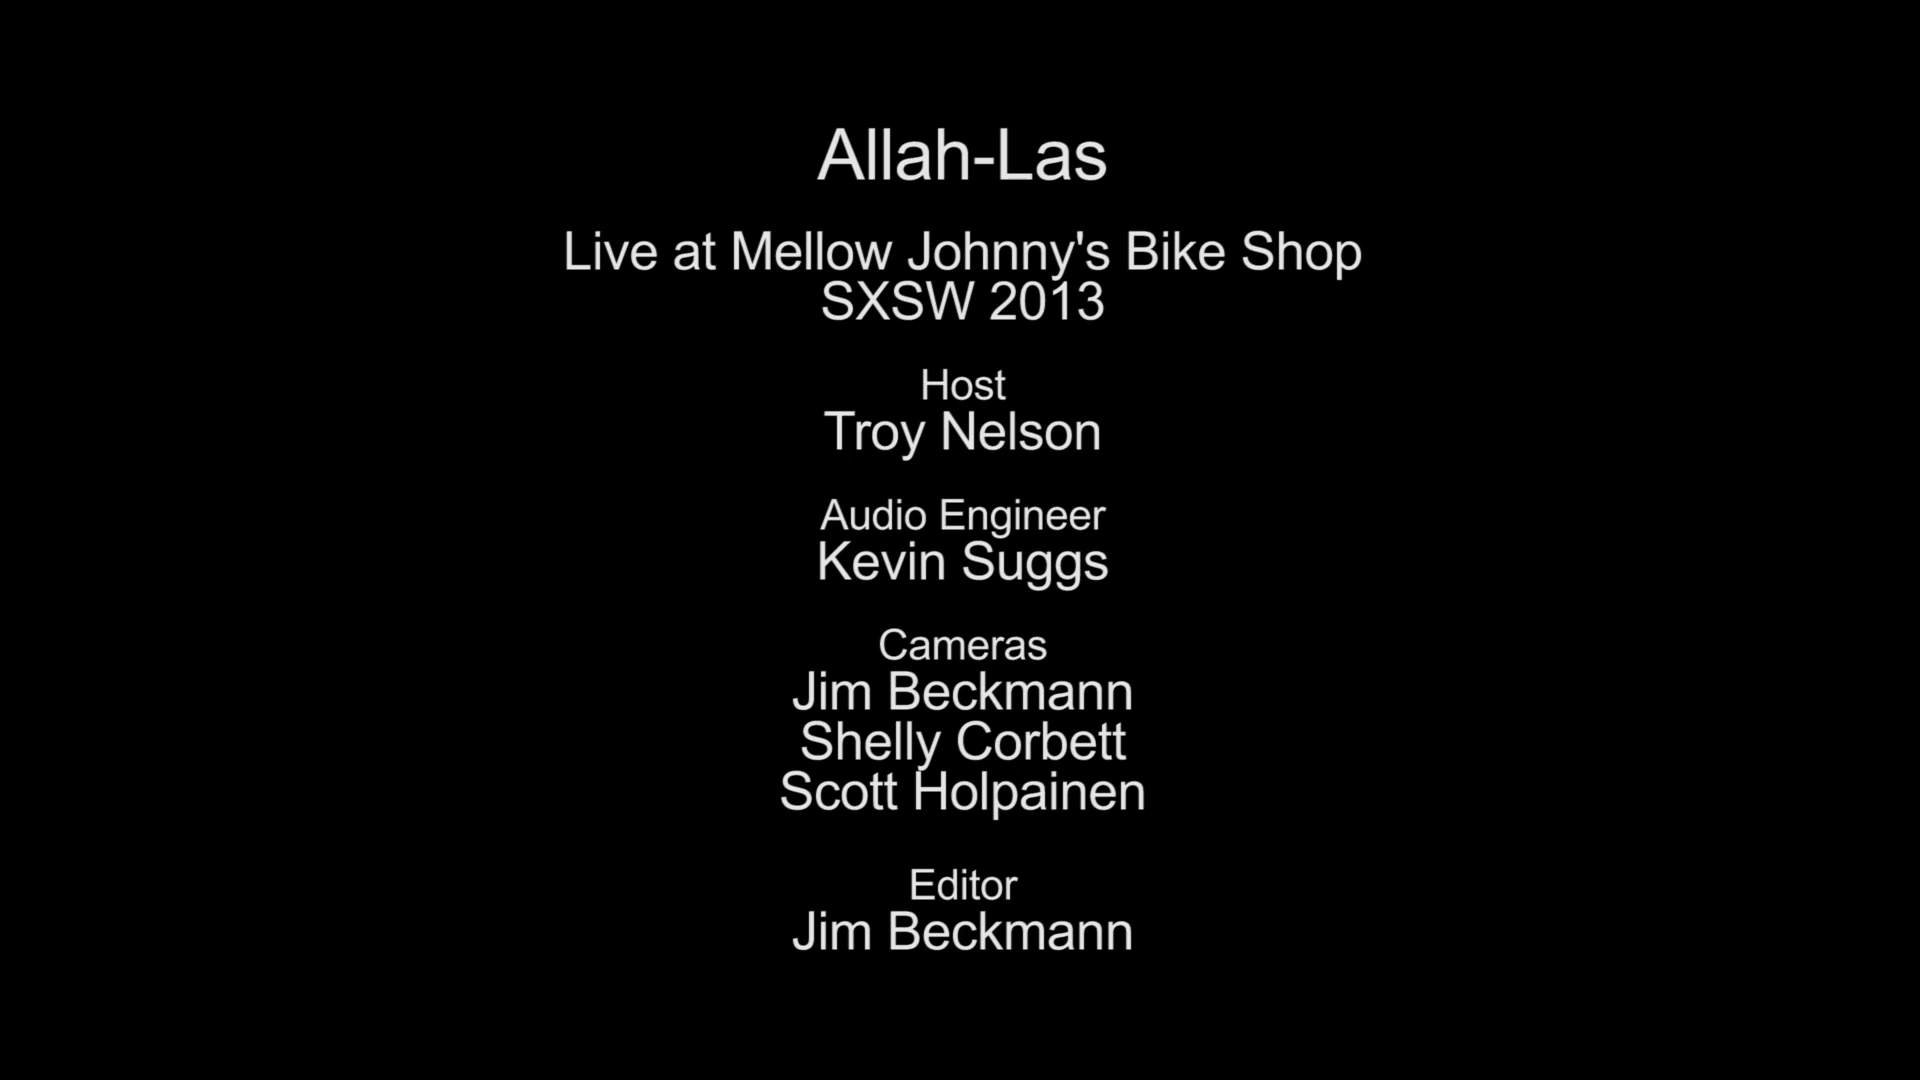 Allah-Las
Live at Mellow Johnny's Bike Shop
SXSW 2013
Host
Troy Nelson
Audio Engineer
Kevin Suggs
Cameras
Jim Beckmann
Shelly Corbett
Scott Holpainen
Editor
Jim Beckmann